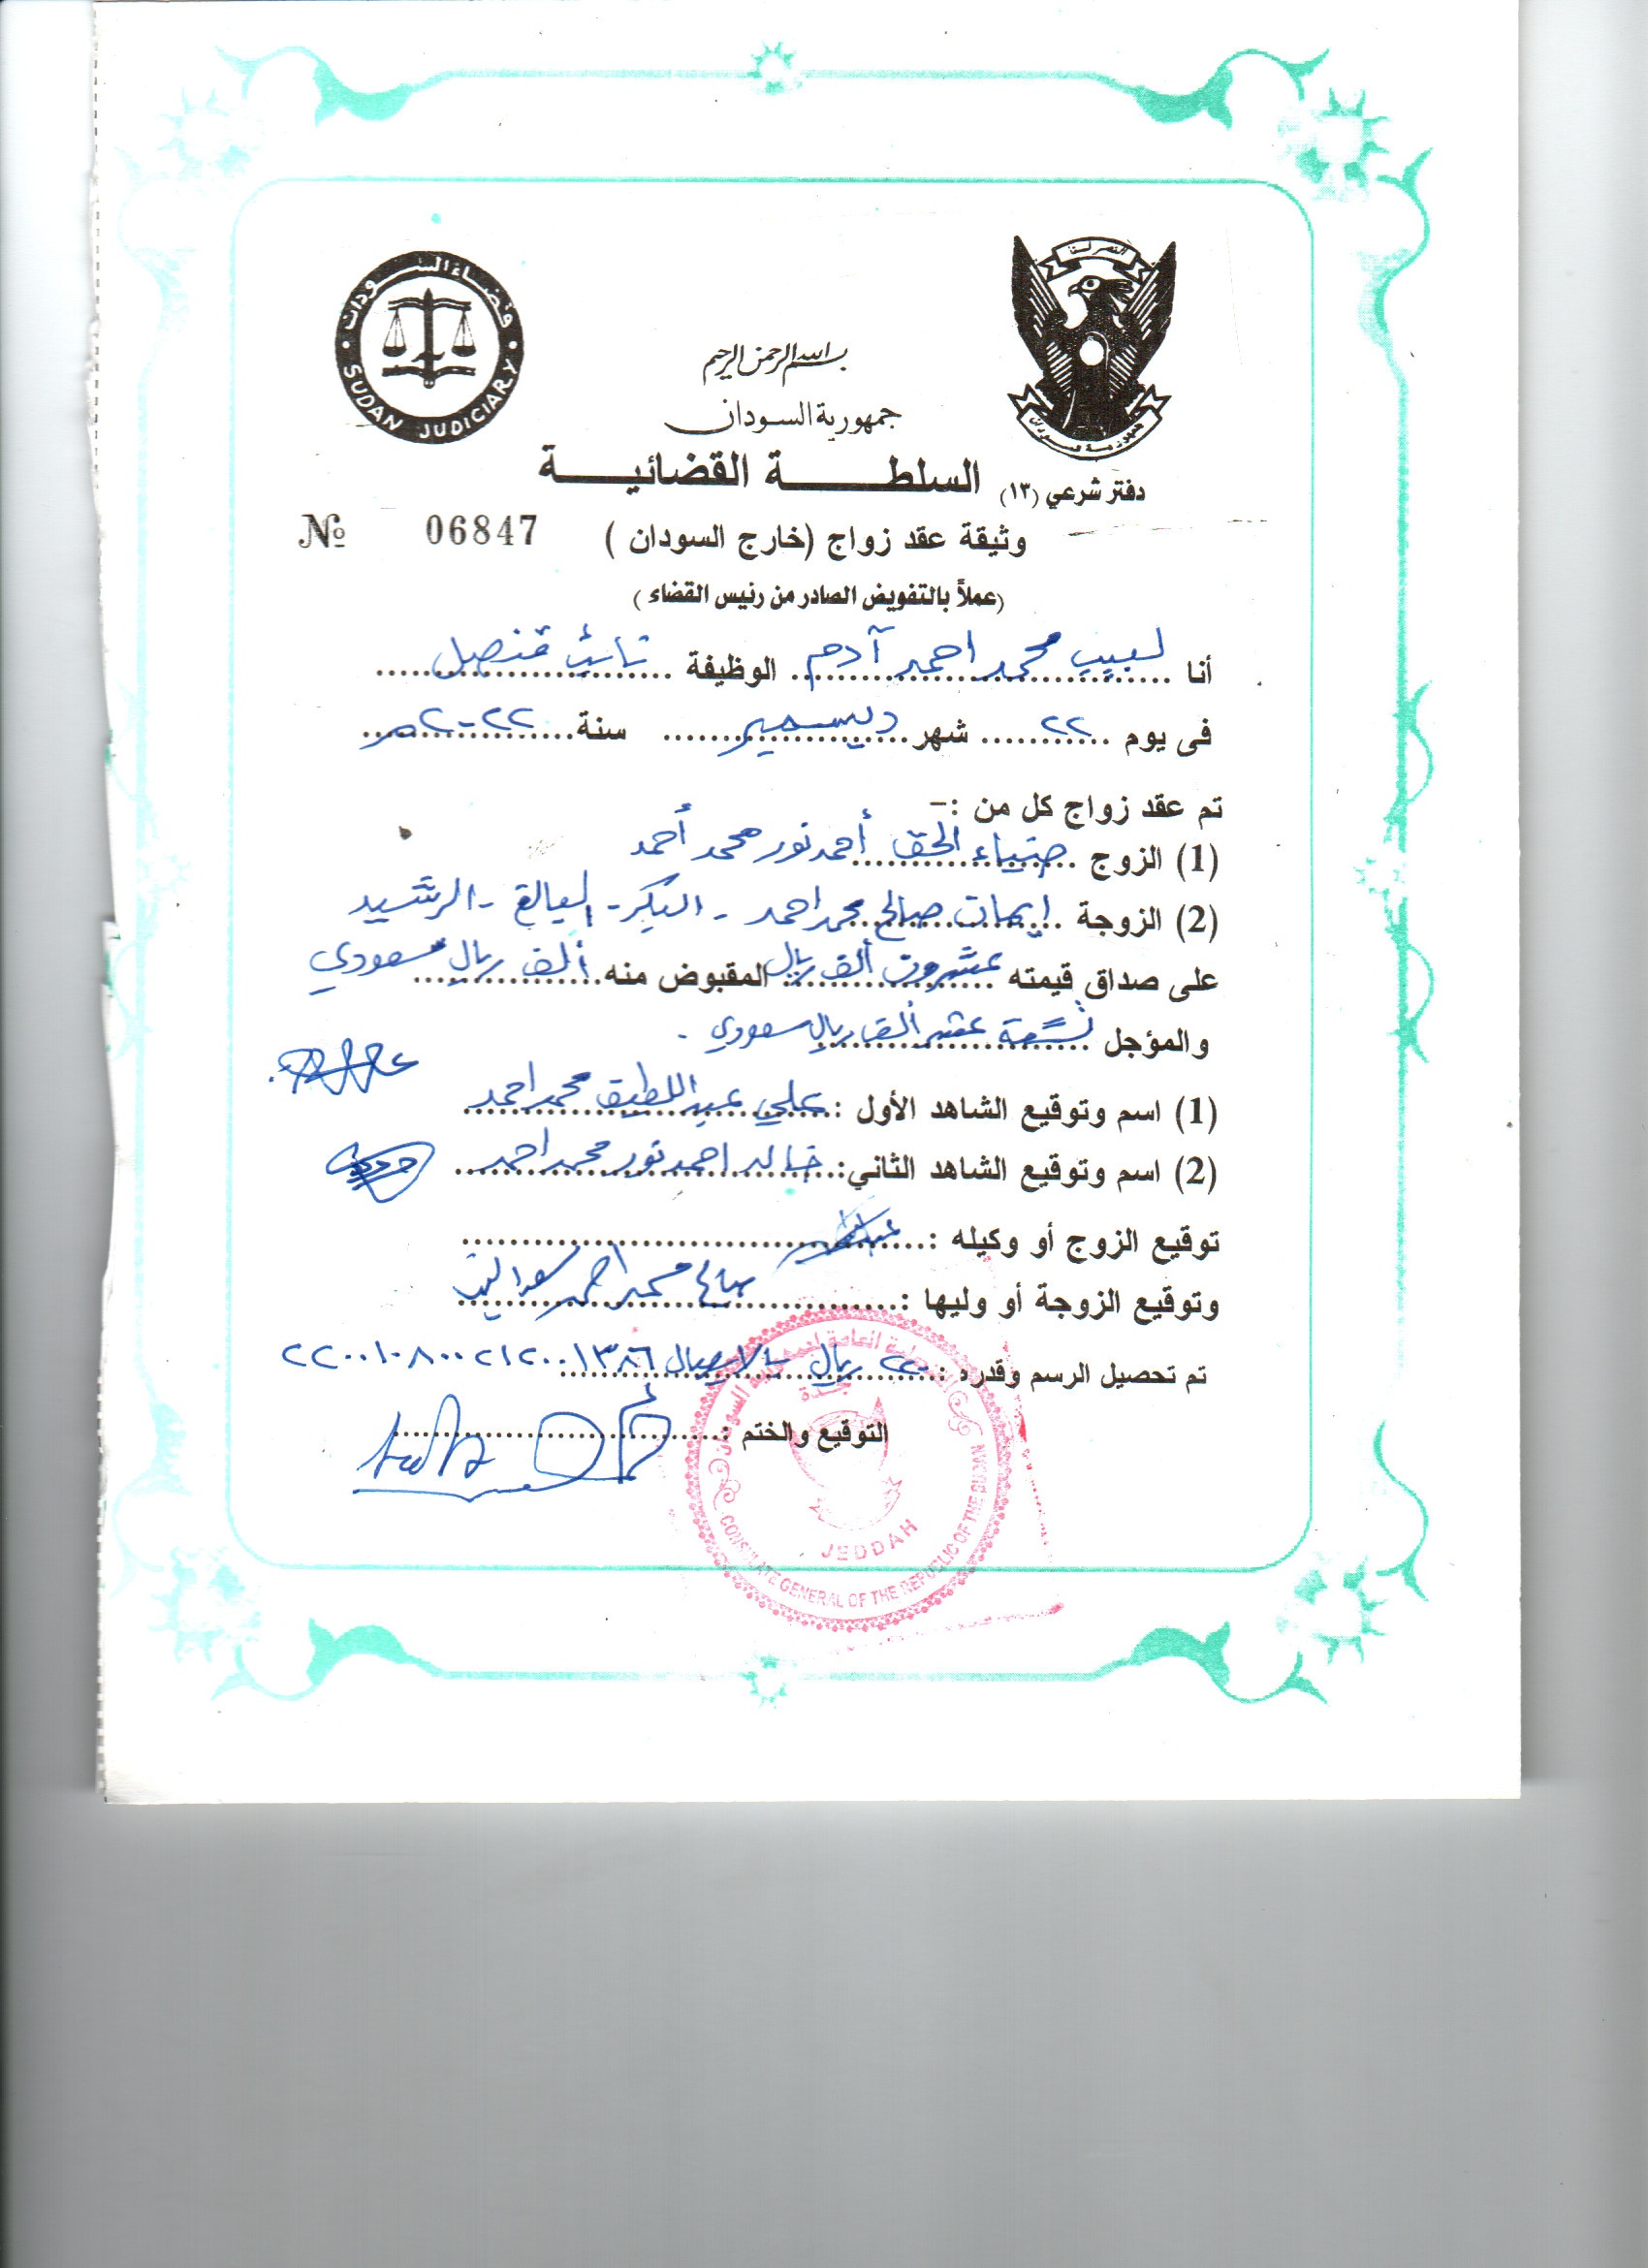 النصر لنا
جمهورية السودان
قضاء السودان
SUDAN JUDICIARY
بسم الله الرحمن الرحيم
جمهورية السودان
السلطة القضائية
دفتر شرعي (١٣)
وثيقة عقد زواج (خارج السودان )
№ 06847
(عملاً بالتفويض الصادر من رئيس القضاء )
أنا لبيب محمد احمد آدم الوظيفة نائب قنصل
فى يوم ٢٢ شهر ديسمبر سنة ٢٠٢٢م
تم عقد زواج كل من :-
(1) الزوج ضياء الحق أحمد نور محمد أحمد
(2) الزوجة إيمان صالح محمد احمد - البكر - البالغ - الرشيد
على صداق قيمته عشرون ألف ريال المقبوض منه ألف ريال سعودي
والمؤجل تسعة عشر ألف ريال سعودي .
(1) اسم وتوقيع الشاهد الأول : علي عبد اللطيف محمد احمد
(2) اسم وتوقيع الشاهد الثاني: خالد احمد نور محمد احمد
توقيع الزوج أو وكيله :
وتوقيع الزوجة أو وليها : صالح محمد احمد
تم تحصيل الرسم وقدره : ٢٢٠ ريال بالايصال ٢٢٠٠١٠٨٠٠٢١٢٠٠١٣٨٦
التوقيع والختم :
القنصلية العامة لجمهورية السودان
جدة
JEDDAH
CONSULATE GENERAL OF THE REPUBLIC OF THE SUDAN